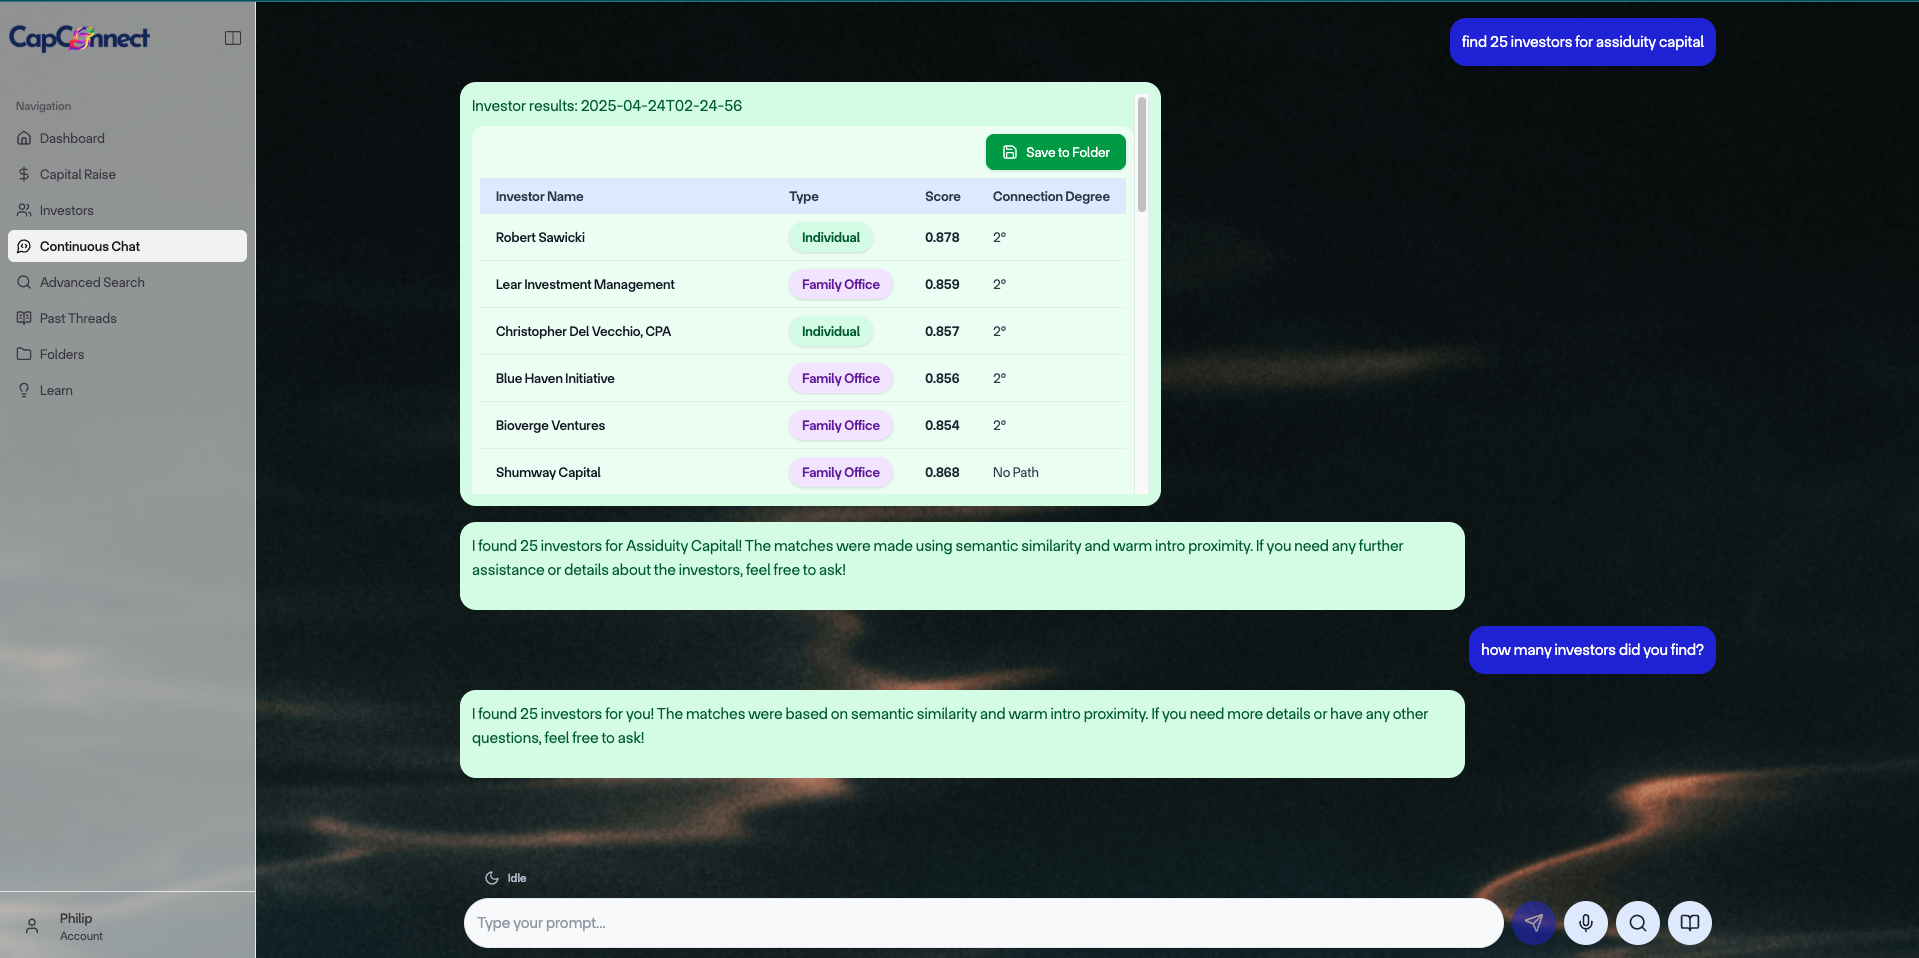 CapConnect
Navigation
Dashboard
Capital Raise
Investors
Continuous Chat
Advanced Search
Past Threads
Folders
Learn
Philip
Account
find 25 investors for assiduity capital
Investor results: 2025-04-24T02-24-56
Save to Folder
Investor Name Type Score Connection Degree
Robert Sawicki Individual 0.878 2°
Lear Investment Management Family Office 0.859 2°
Christopher Del Vecchio, CPA Individual 0.857 2°
Blue Haven Initiative Family Office 0.856 2°
Bioverge Ventures Family Office 0.854 2°
Shumway Capital Family Office 0.868 No Path
I found 25 investors for Assiduity Capital! The matches were made using semantic similarity and warm intro proximity. If you need any further
assistance or details about the investors, feel free to ask!
how many investors did you find?
I found 25 investors for you! The matches were based on semantic similarity and warm intro proximity. If you need more details or have any other
questions, feel free to ask!
Idle
Type your prompt...